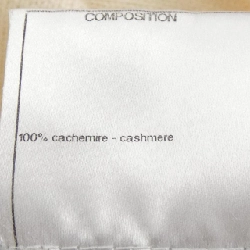 COMPOSITION
100% cachemire - cashmere